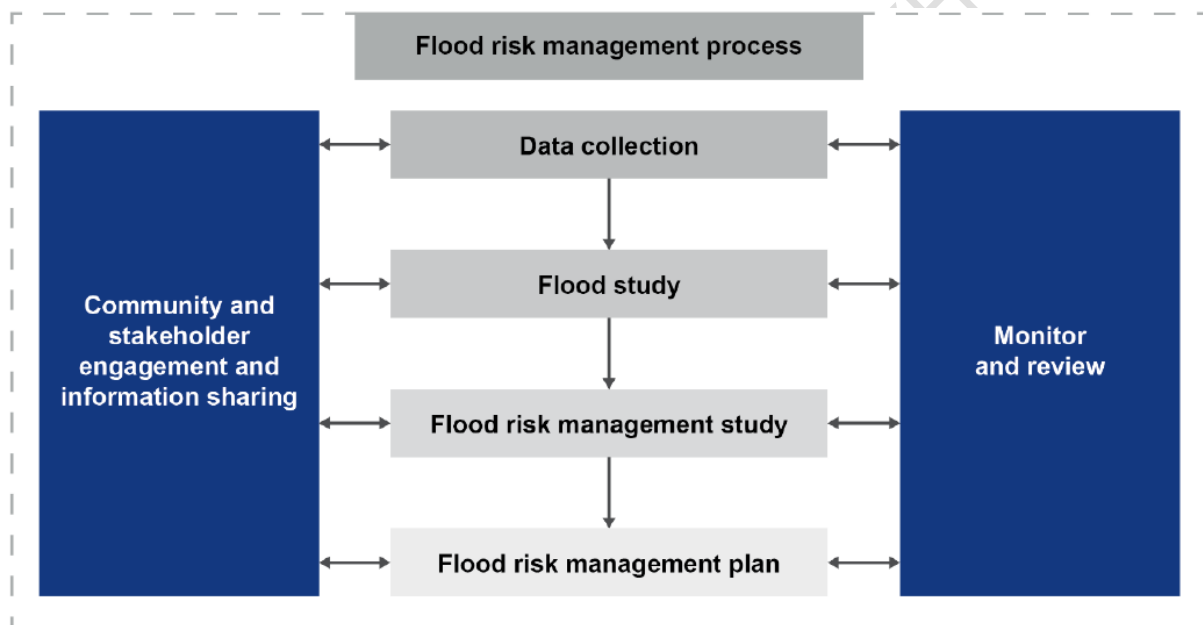 Flood risk management process
Data collection
Flood study
Community and
stakeholder
engagement and
information sharing
Monitor
and review
Flood risk management study
Flood risk management plan